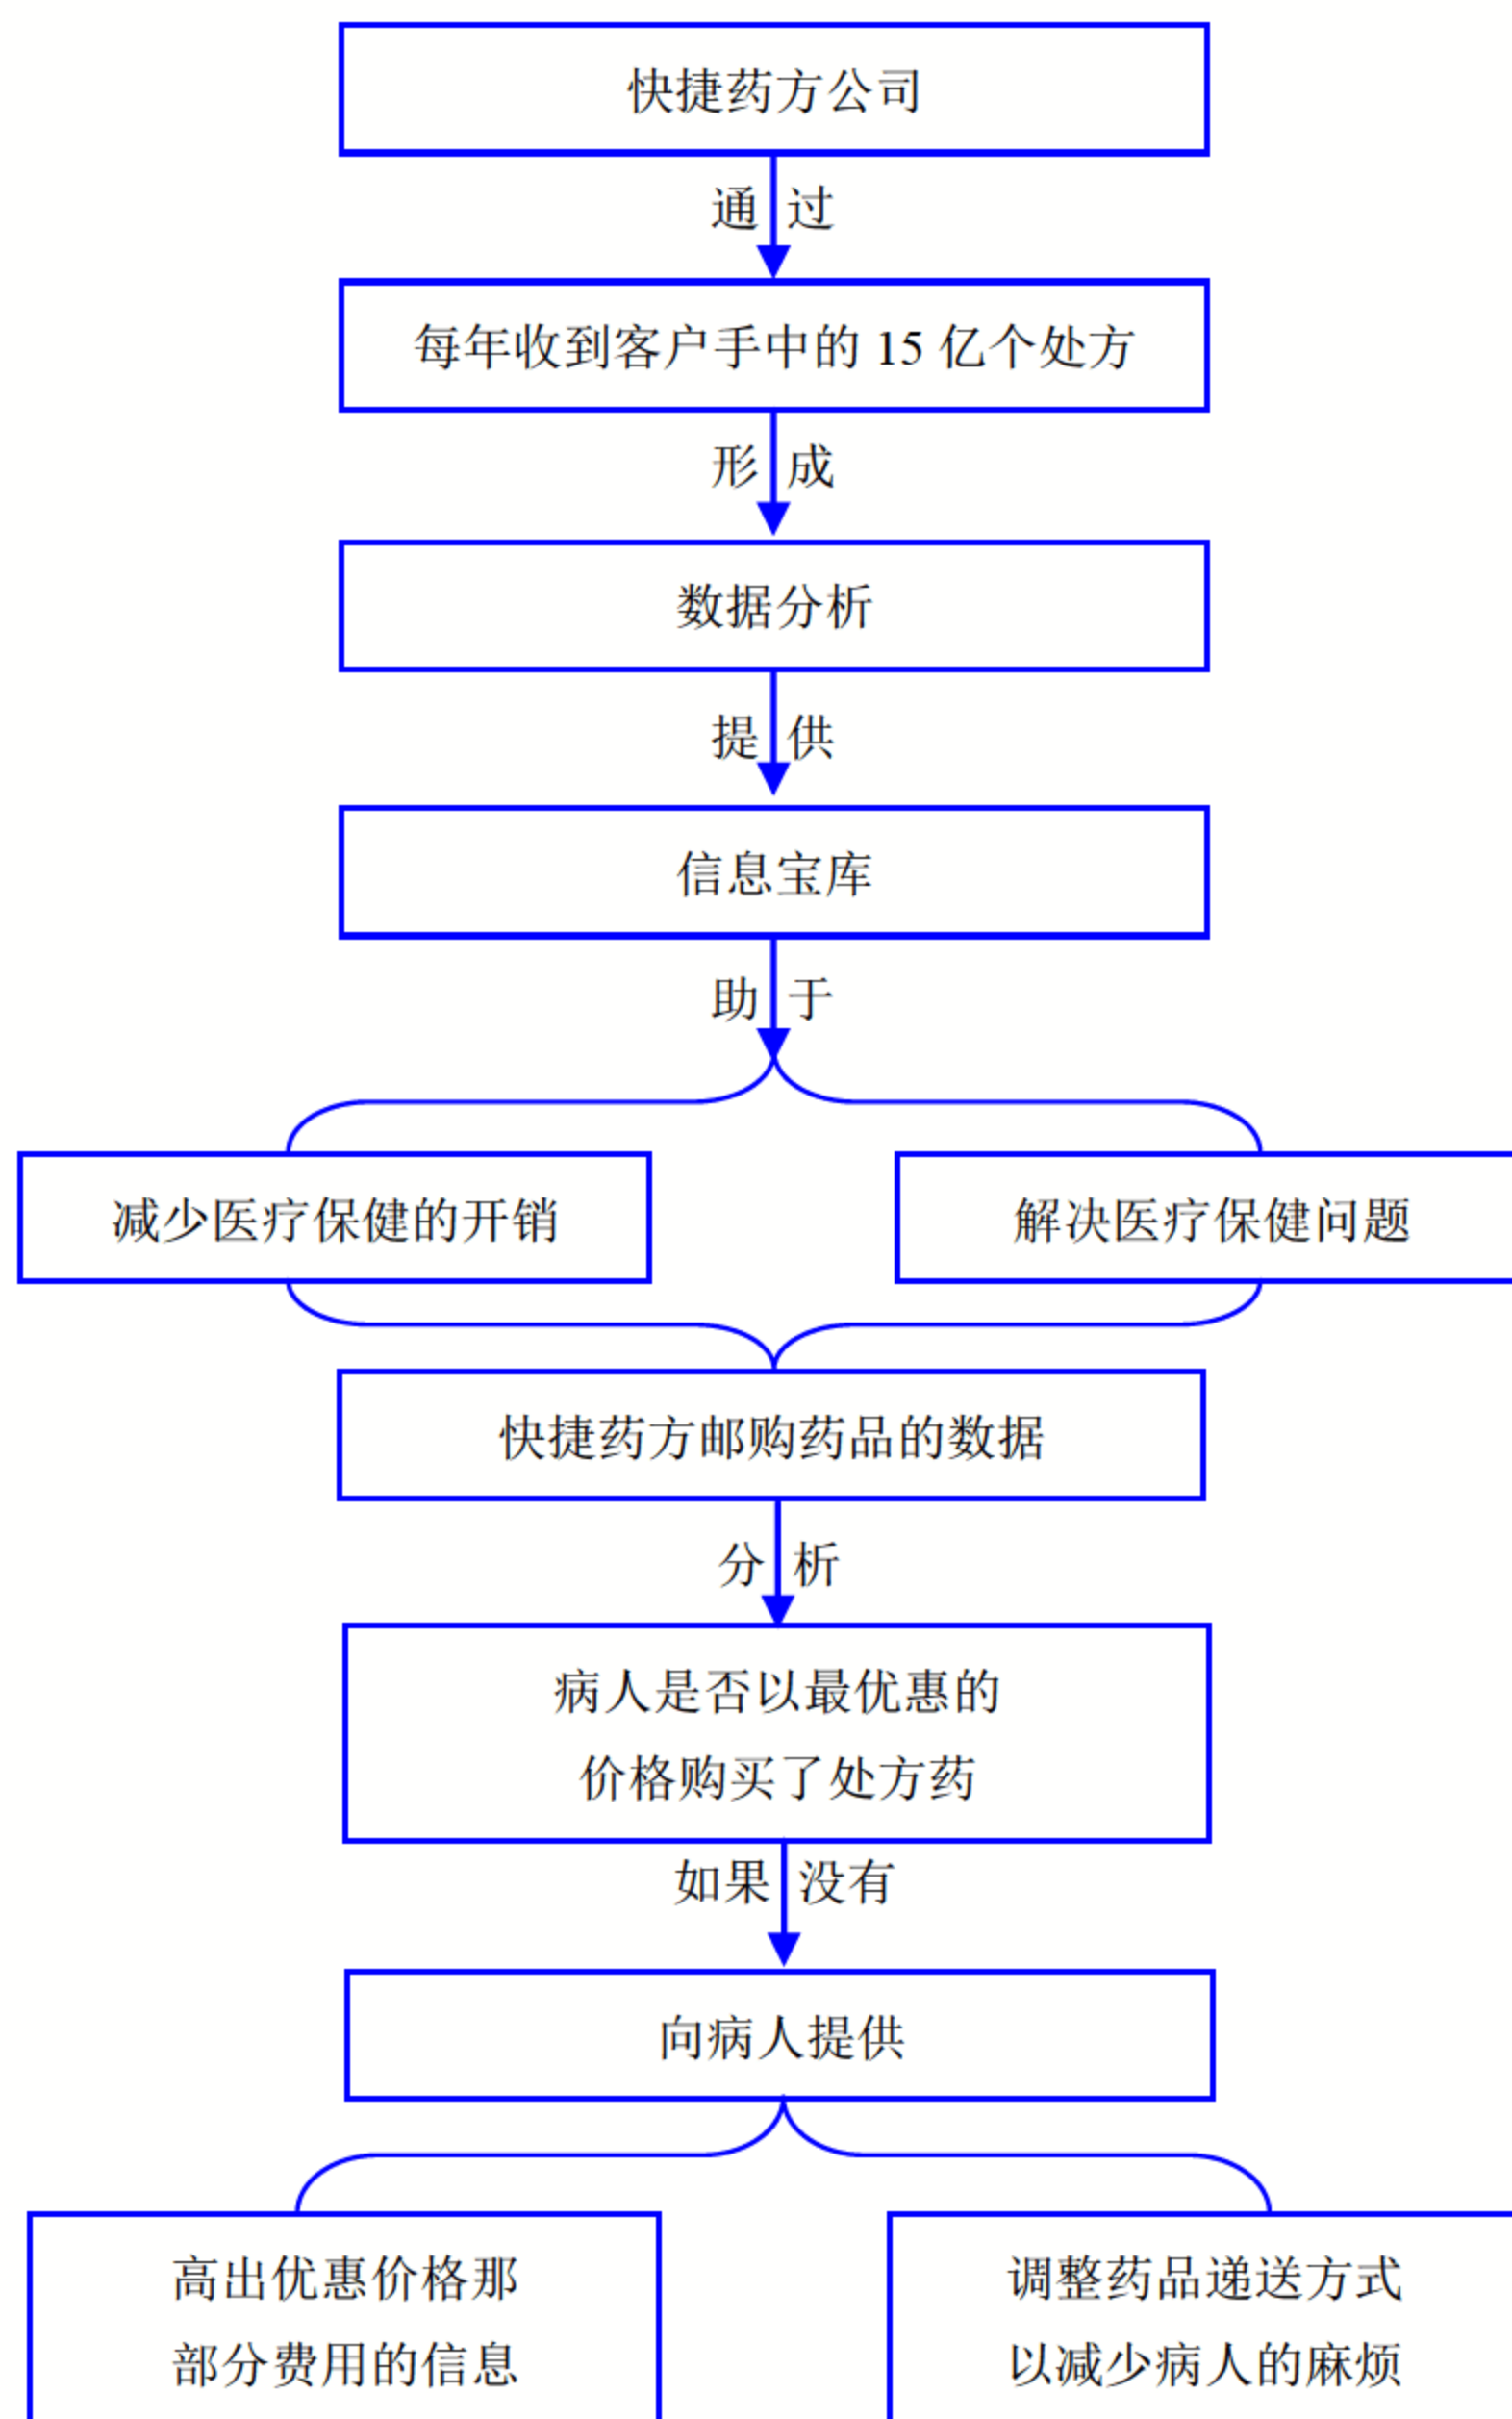 快捷药方公司
通过
每年收到客户手中的 15 亿个处方
形成
数据分析
提供
信息宝库
助于
减少医疗保健的开销
解决医疗保健问题
快捷药方邮购药品的数据
分析
病人是否以最优惠的
价格购买了处方药
如果没有
向病人提供
高出优惠价格那
部分费用的信息
调整药品递送方式
以减少病人的麻烦